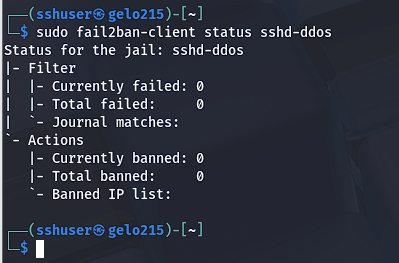 ┌──(sshuser㉿gelo215)-[~]
└─$ sudo fail2ban-client status sshd-ddos
Status for the jail: sshd-ddos
|- Filter
|  |- Currently failed: 0
|  |- Total failed:     0
|  `- Journal matches:
`- Actions
   |- Currently banned: 0
   |- Total banned:     0
   `- Banned IP list:
┌──(sshuser㉿gelo215)-[~]
└─$